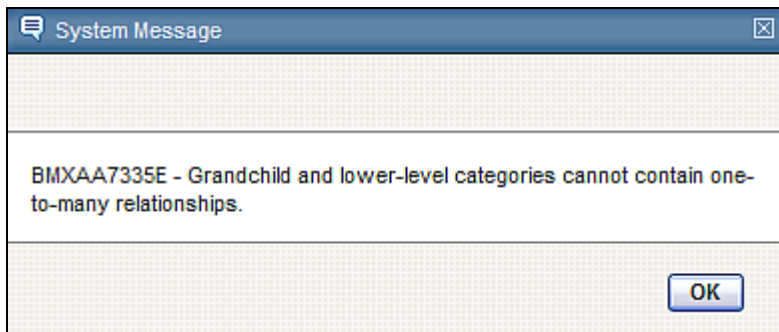 System Message
BMXAA7335E - Grandchild and lower-level categories cannot contain one-
to-many relationships.
OK